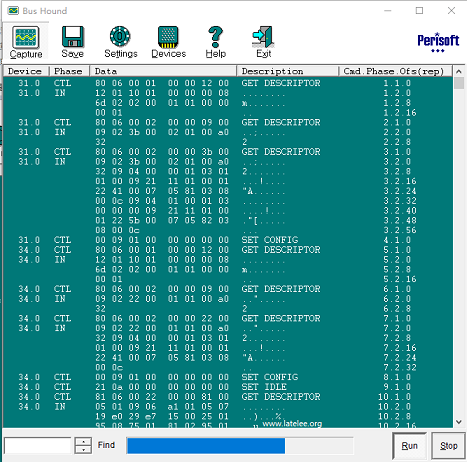 Bus Hound
Capture Save Settings Devices Help Exit Perisoft
Device Phase Data Description Cmd.Phase.Ofs(rep)
31.0 CTL 80 06 00 01 00 00 12 00 GET DESCRIPTOR 1.1.0
31.0 IN 12 01 10 01 00 00 00 08 ........ 1.2.0
6d 02 02 00 01 01 00 00 m....... 1.2.8
00 01 .. 1.2.16
31.0 CTL 80 06 00 02 00 00 09 00 GET DESCRIPTOR 2.1.0
31.0 IN 09 02 3b 00 02 01 00 a0 ..;..... 2.2.0
32 2 2.2.8
31.0 CTL 80 06 00 02 00 00 3b 00 GET DESCRIPTOR 3.1.0
31.0 IN 09 02 3b 00 02 01 00 a0 ..;..... 3.2.0
32 09 04 00 00 01 03 01 2....... 3.2.8
01 00 09 21 11 01 00 01 ...!.... 3.2.16
22 41 00 07 05 81 03 08 "A...... 3.2.24
00 0c 09 04 01 00 01 03 ........ 3.2.32
00 00 00 09 21 11 01 00 ....!... 3.2.40
01 22 5b 00 07 05 82 03 ."[..... 3.2.48
08 00 0c ... 3.2.56
31.0 CTL 00 09 01 00 00 00 00 00 SET CONFIG 4.1.0
34.0 CTL 80 06 00 01 00 00 12 00 GET DESCRIPTOR 5.1.0
34.0 IN 12 01 10 01 00 00 00 08 ........ 5.2.0
6d 02 02 00 01 01 00 00 m....... 5.2.8
00 01 .. 5.2.16
34.0 CTL 80 06 00 02 00 00 09 00 GET DESCRIPTOR 6.1.0
34.0 IN 09 02 22 00 01 01 00 a0 .."..... 6.2.0
32 2 6.2.8
34.0 CTL 80 06 00 02 00 00 22 00 GET DESCRIPTOR 7.1.0
34.0 IN 09 02 22 00 01 01 00 a0 .."..... 7.2.0
32 09 04 00 00 01 03 01 2....... 7.2.8
01 00 09 21 11 01 00 01 ...!.... 7.2.16
22 41 00 07 05 81 03 08 "A...... 7.2.24
00 0c .. 7.2.32
34.0 CTL 00 09 01 00 00 00 00 00 SET CONFIG 8.1.0
34.0 CTL 21 0a 00 00 00 00 00 00 SET IDLE 9.1.0
34.0 CTL 81 06 00 22 00 00 81 00 GET DESCRIPTOR 10.1.0
34.0 IN 05 01 09 06 a1 01 05 07 ........ 10.2.0
19 e0 29 e7 15 00 25 01 ..)...%. 10.2.8
95 08 75 01 81 02 95 01 ..u..... 10.2.16
www.latelee.org
Find Run Stop